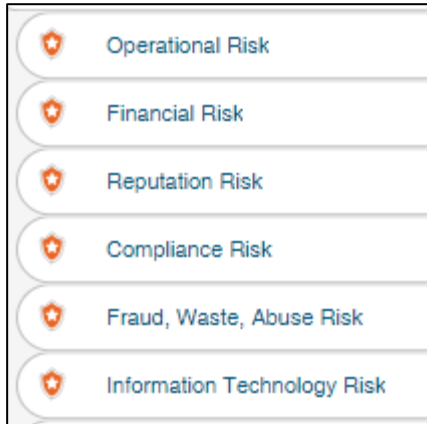 Operational Risk
Financial Risk
Reputation Risk
Compliance Risk
Fraud, Waste, Abuse Risk
Information Technology Risk